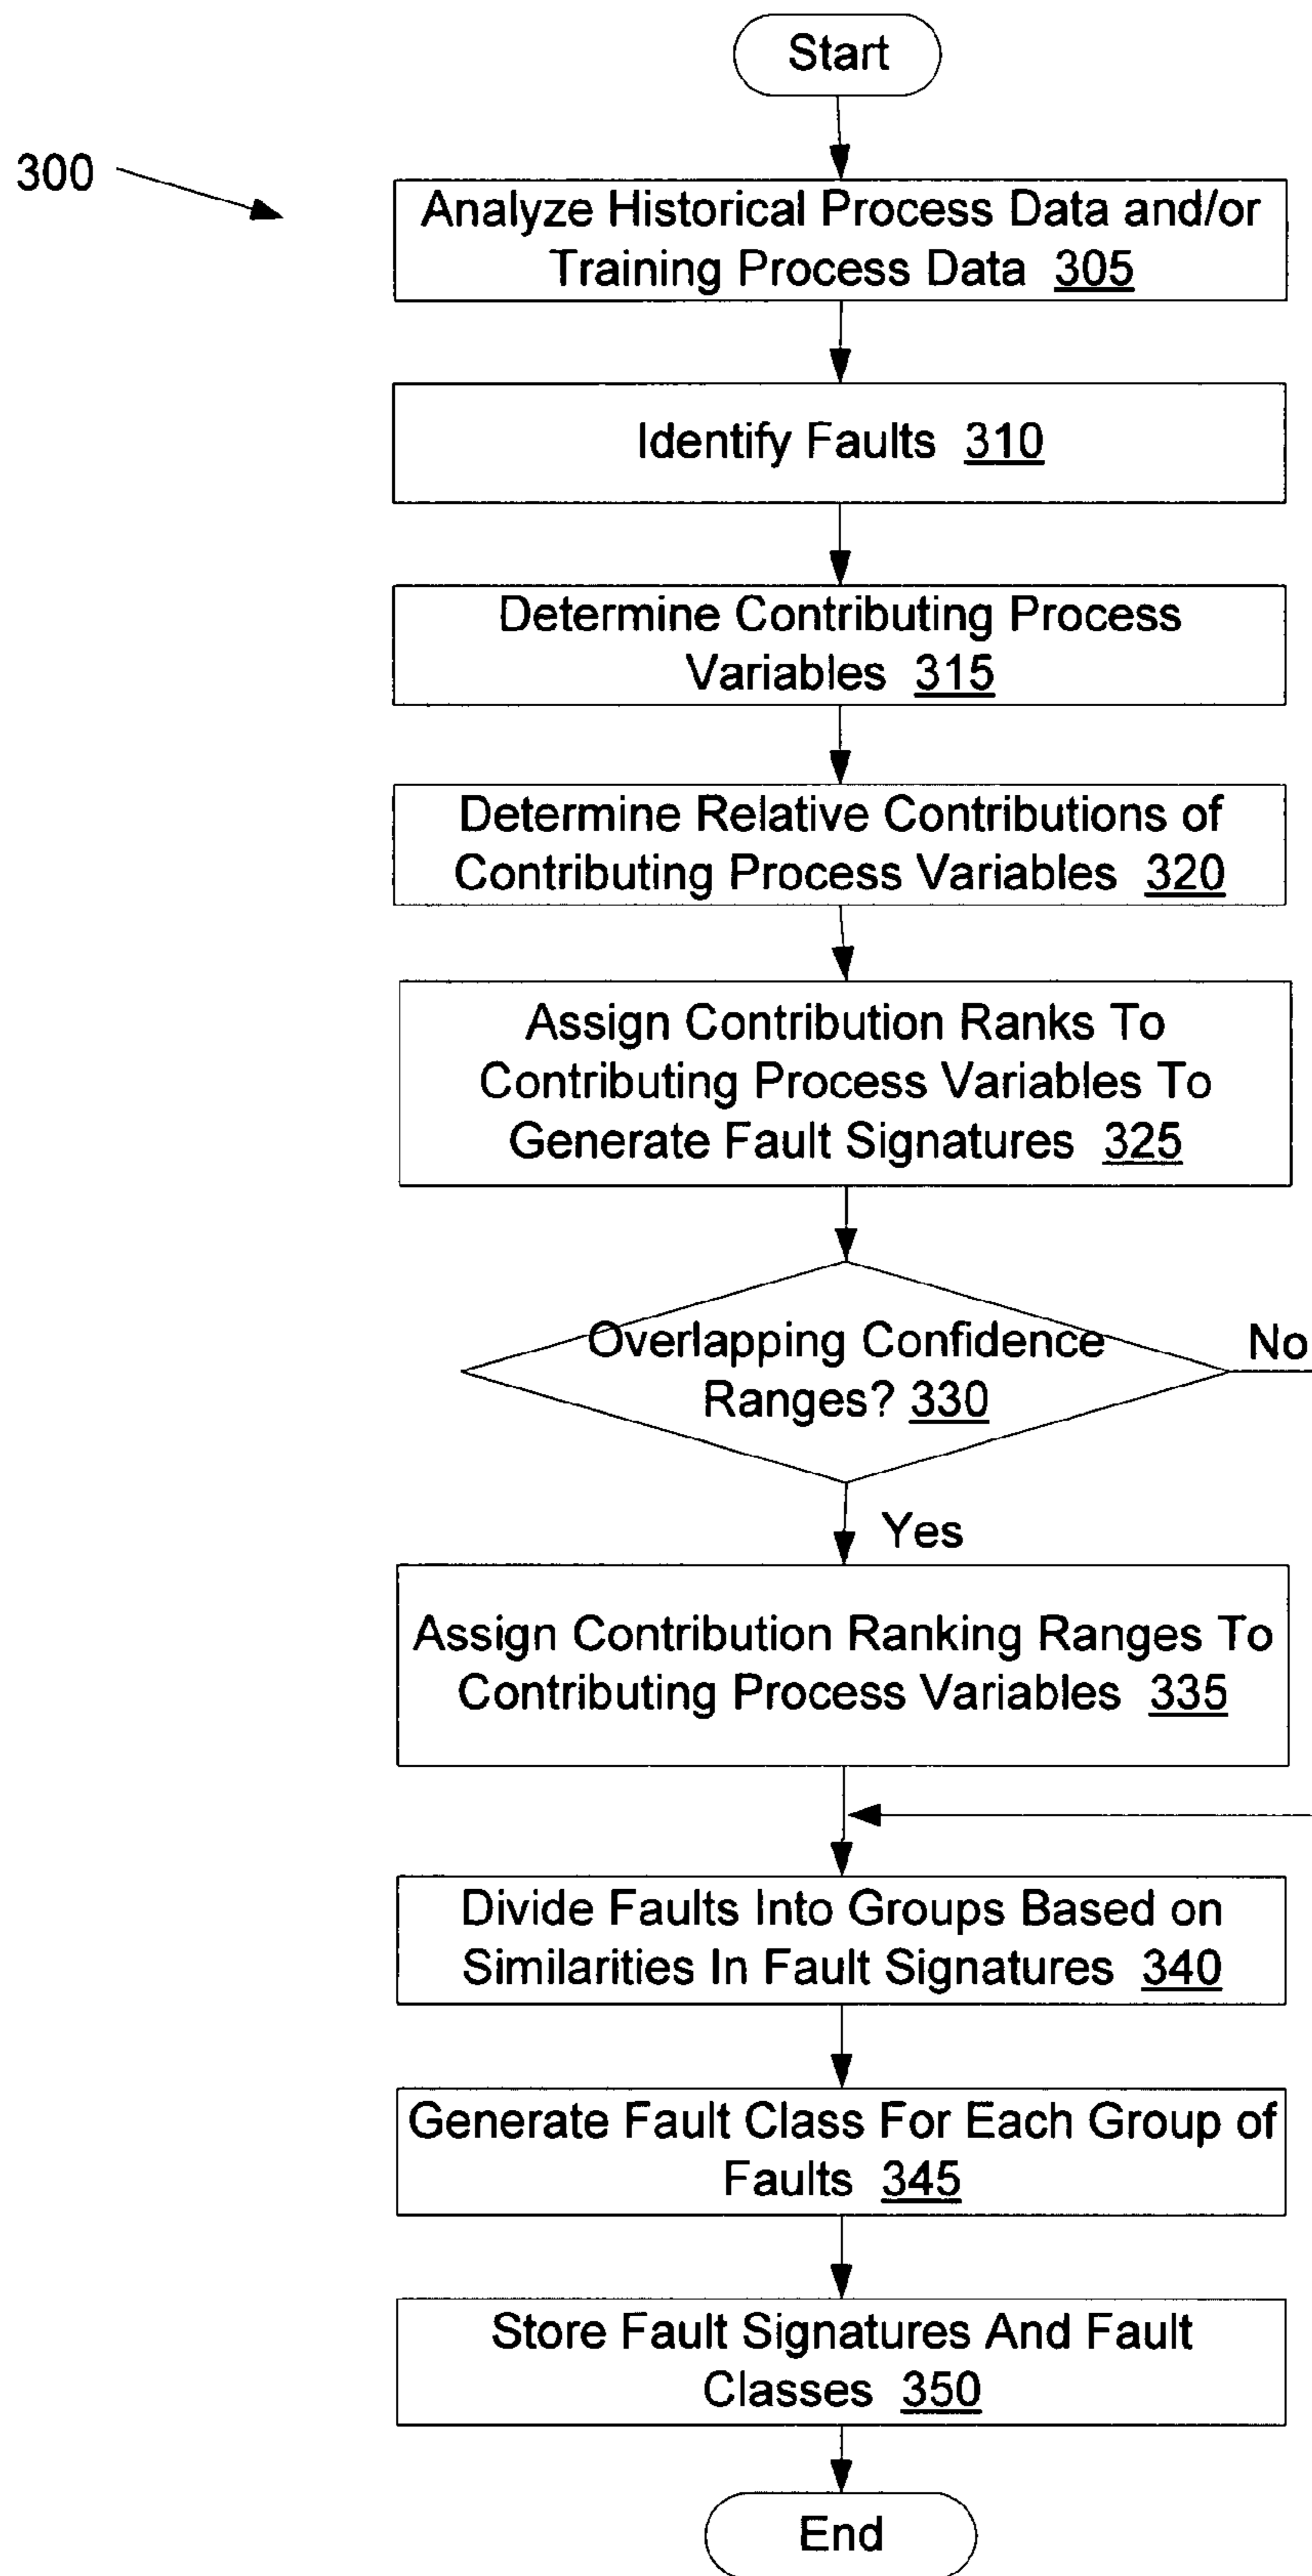 Start
300
Analyze Historical Process Data and/or
Training Process Data 305
Identify Faults 310
Determine Contributing Process
Variables 315
Determine Relative Contributions of
Contributing Process Variables 320
Assign Contribution Ranks To
Contributing Process Variables To
Generate Fault Signatures 325
Overlapping Confidence
Ranges? 330
No
Yes
Assign Contribution Ranking Ranges To
Contributing Process Variables 335
Divide Faults Into Groups Based on
Similarities In Fault Signatures 340
Generate Fault Class For Each Group of
Faults 345
Store Fault Signatures And Fault
Classes 350
End